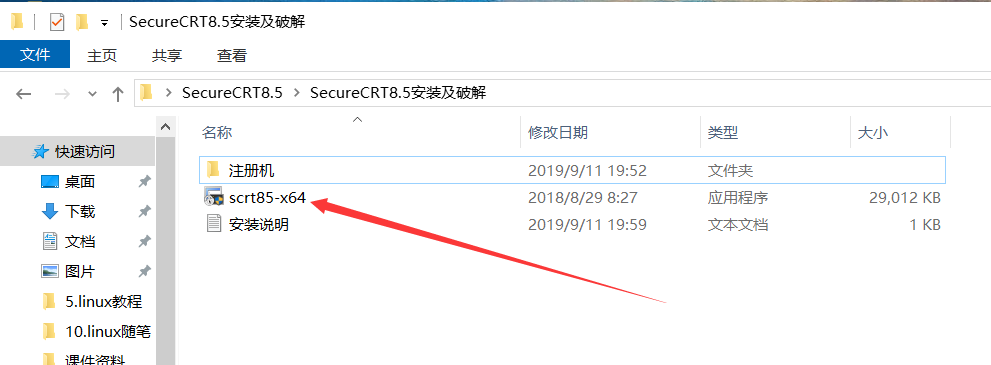 SecureCRT8.5安装及破解
文件 主页 共享 查看
SecureCRT8.5 SecureCRT8.5安装及破解
名称 修改日期 类型 大小
快速访问
注册机 2019/9/11 19:52 文件夹
桌面
scrt85-x64 2018/8/29 8:27 应用程序 29,012 KB
下载
安装说明 2019/9/11 19:59 文本文档 1 KB
文档
图片
5.linux教程
10.linux随笔
课件资料